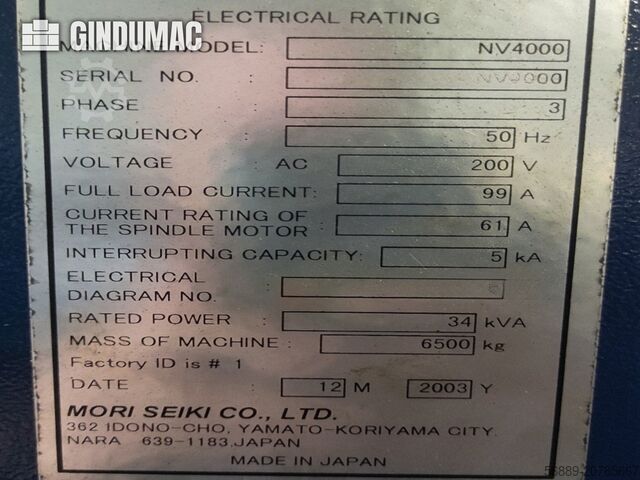 ELECTRICAL RATING
GINDUMAC
MODEL: NV4000
SERIAL NO. : NV4000
PHASE : 3
FREQUENCY : 50 Hz
VOLTAGE : AC 200 V
FULL LOAD CURRENT: 99 A
CURRENT RATING OF
THE SPINDLE MOTOR : 61 A
INTERRUPTING CAPACITY: 5 kA
ELECTRICAL
DIAGRAM NO. :
RATED POWER : 34 kVA
MASS OF MACHINE : 6500 kg
Factory ID is # 1
DATE : 12 M 2003 Y
MORI SEIKI CO., LTD.
362 IDONO-CHO, YAMATO-KORIYAMA CITY.
NARA 639-1183.JAPAN
MADE IN JAPAN